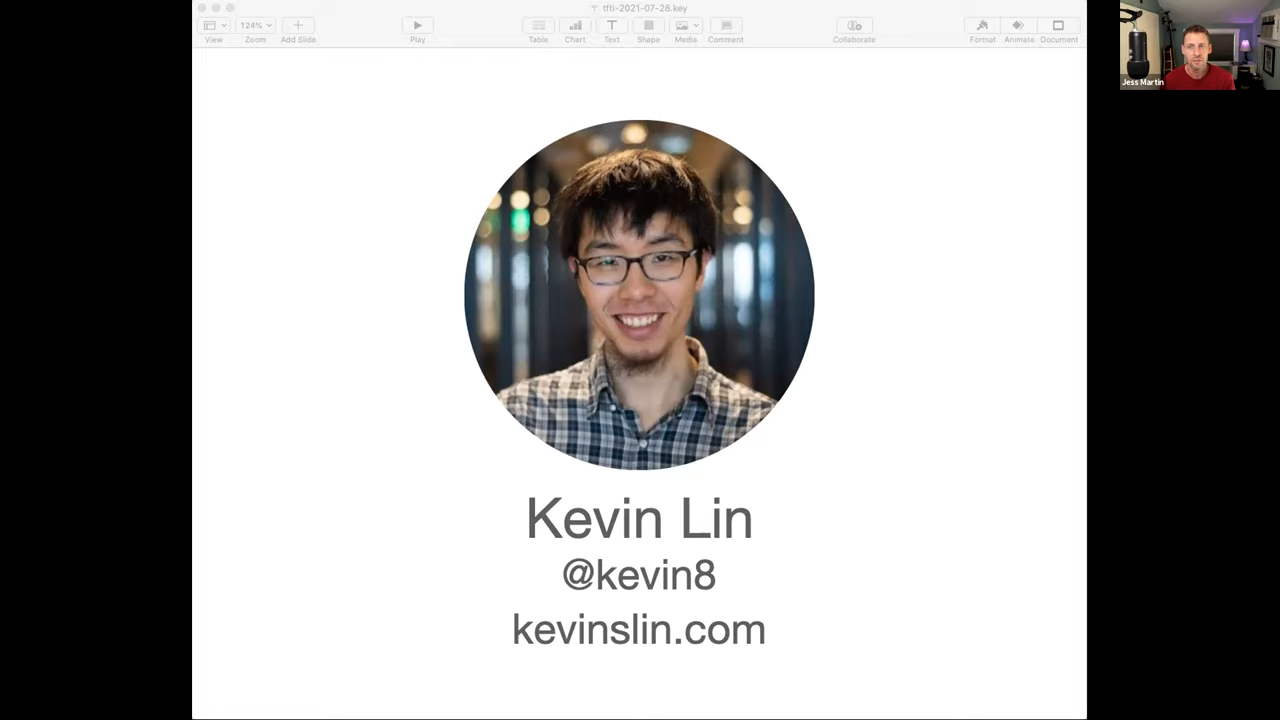 tfti-2021-07-28.key
124%
View Zoom Add Slide Play Table Chart Text Shape Media Comment Collaborate Format Animate Document
Jess Martin
Kevin Lin
@kevin8
kevinslin.com